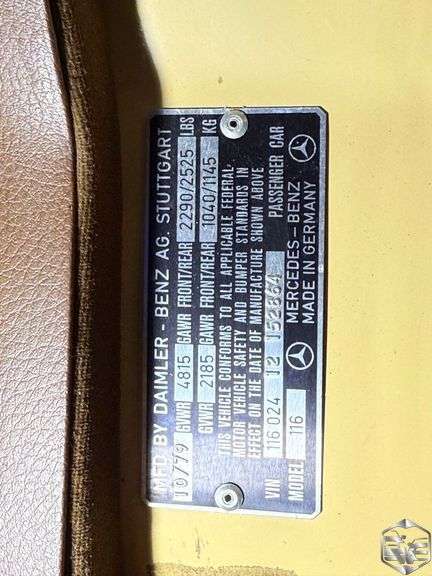 MFD BY DAIMLER-BENZ AG. STUTTGART
10/79 GVWR 4815 GAWR FRONT/REAR 2290/2525 LBS
GVWR 2185 GAWR FRONT/REAR 1040/1145 KG
THIS VEHICLE CONFORMS TO ALL APPLICABLE FEDERAL
MOTOR VEHICLE SAFETY AND BUMPER STANDARDS IN
EFFECT ON THE DATE OF MANUFACTURE SHOWN ABOVE
VIN 116 024 12 152864 PASSENGER CAR
MODEL 116 MERCEDES-BENZ
MADE IN GERMANY